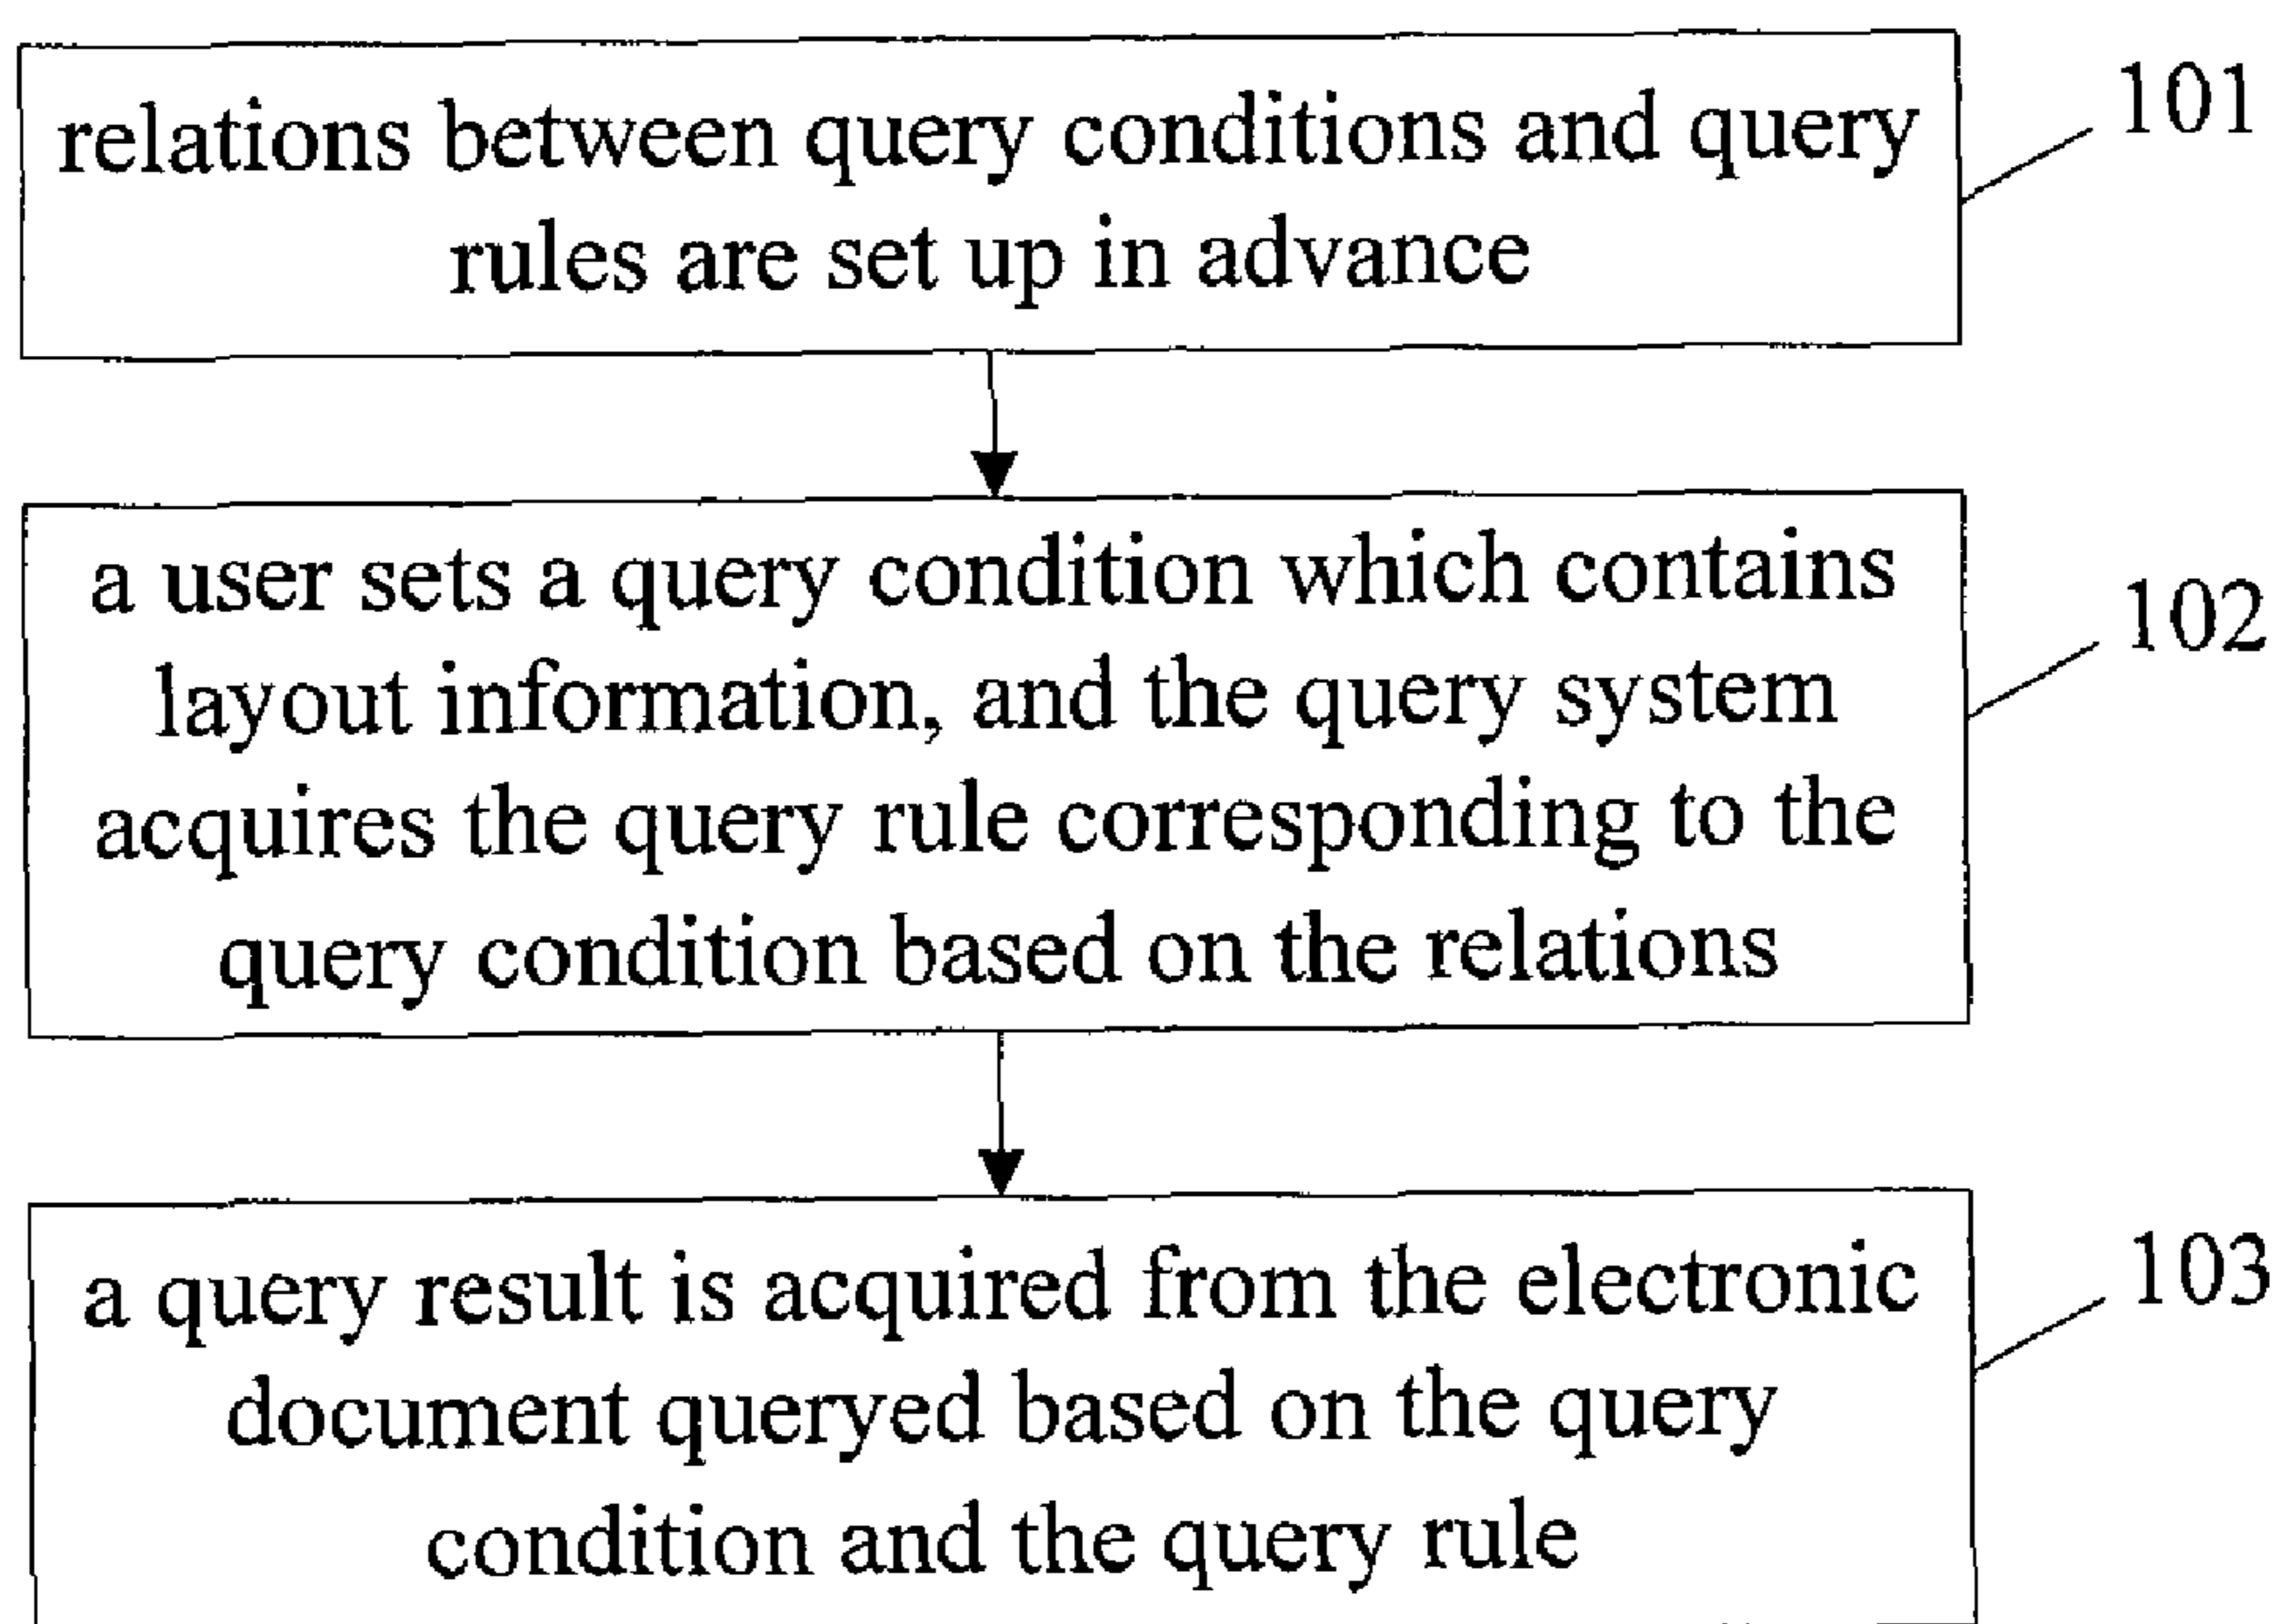 relations between query conditions and query
rules are set up in advance
101
a user sets a query condition which contains
layout information, and the query system
acquires the query rule corresponding to the
query condition based on the relations
102
a query result is acquired from the electronic
document queryed based on the query
condition and the query rule
103